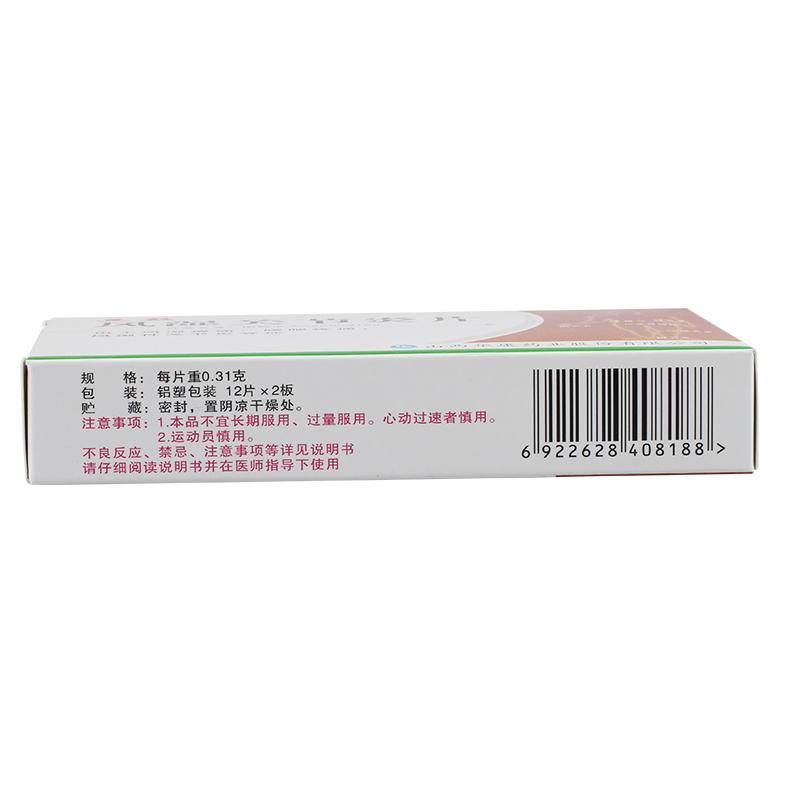 规 格：每片重0.31克
包 装：铝塑包装 12片×2板
贮 藏：密封，置阴凉干燥处。
注意事项：1.本品不宜长期服用、过量服用。心动过速者慎用。
2.运动员慎用。
不良反应、禁忌、注意事项等详见说明书
请仔细阅读说明书并在医师指导下使用
6 922628 408188 >